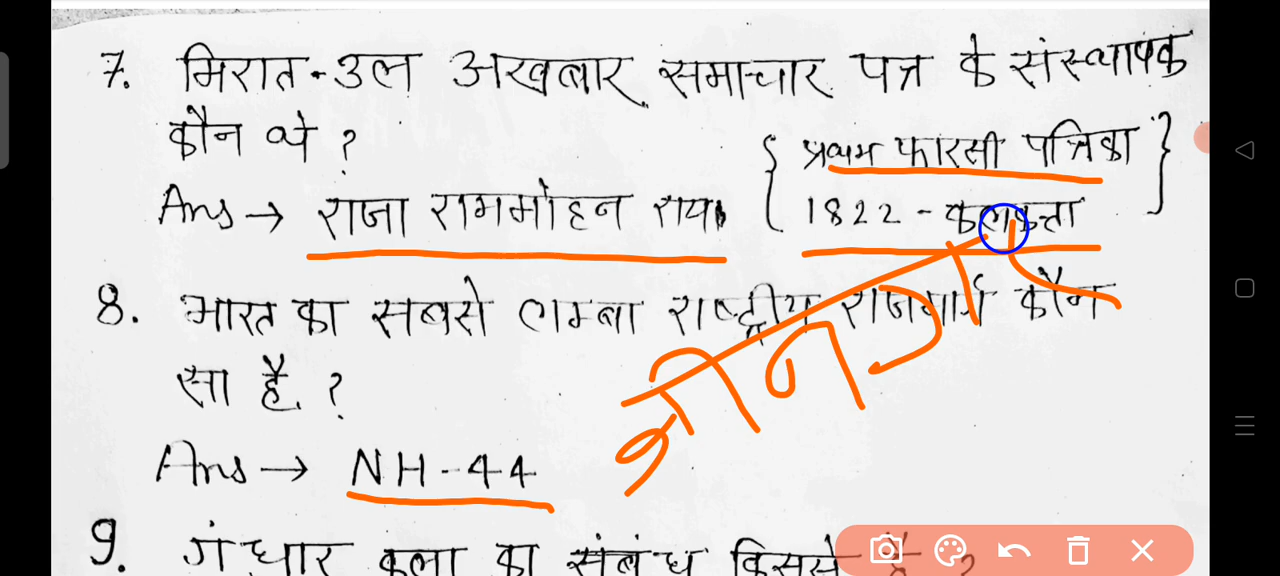 7. मिरात-उल अखबार समाचार पत्र के संस्थापक
कौन थे ?
{ प्रथम फारसी पत्रिका }
Ans → राजा राममोहन राय।
1822 - कलकत्ता
8. भारत का सबसे लम्बा राष्ट्रीय राजमार्ग कौन
सा है ?
श्रीनगर
Ans → NH-44
9. गंधार कला का संबंध किससे है ?